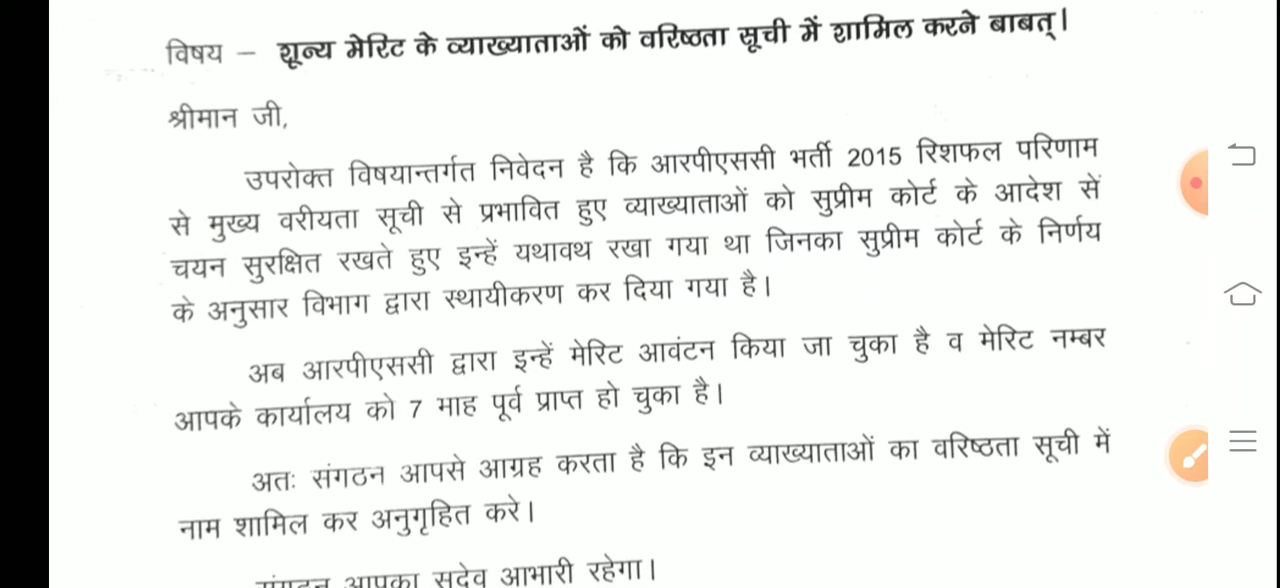 विषय – शून्य मेरिट के व्याख्याताओं को वरिष्ठता सूची में शामिल करने बाबत्।
श्रीमान जी,
उपरोक्त विषयान्तर्गत निवेदन है कि आरपीएससी भर्ती 2015 रिशफल परिणाम
से मुख्य वरीयता सूची से प्रभावित हुए व्याख्याताओं को सुप्रीम कोर्ट के आदेश सें
चयन सुरक्षित रखते हुए इन्हें यथावथ रखा गया था जिनका सुप्रीम कोर्ट के निर्णय
के अनुसार विभाग द्वारा स्थायीकरण कर दिया गया है।
अब आरपीएससी द्वारा इन्हें मेरिट आवंटन किया जा चुका है व मेरिट नम्बर
आपके कार्यालय को 7 माह पूर्व प्राप्त हो चुका है।
अतः संगठन आपसे आग्रह करता है कि इन व्याख्याताओं का वरिष्ठता सूची में
नाम शामिल कर अनुगृहित करे।
संगठन आपका सदेव आभारी रहेगा।